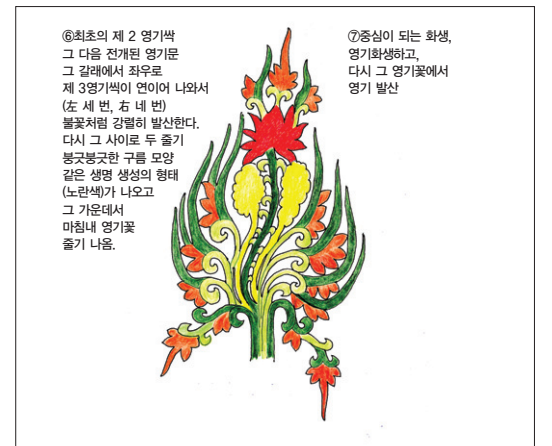 ⑥최초의 제 2 영기싹
그 다음 전개된 영기문
그 갈래에서 좌우로
제 3영기싹이 연이어 나와서
(左 세 번, 右 네 번)
불꽃처럼 강렬히 발산한다.
다시 그 사이로 두 줄기
붕긋붕긋한 구름 모양
같은 생명 생성의 형태
(노란색)가 나오고
그 가운데서
마침내 영기꽃
줄기 나옴.
⑦중심이 되는 화생,
영기화생하고,
다시 그 영기꽃에서
영기 발산